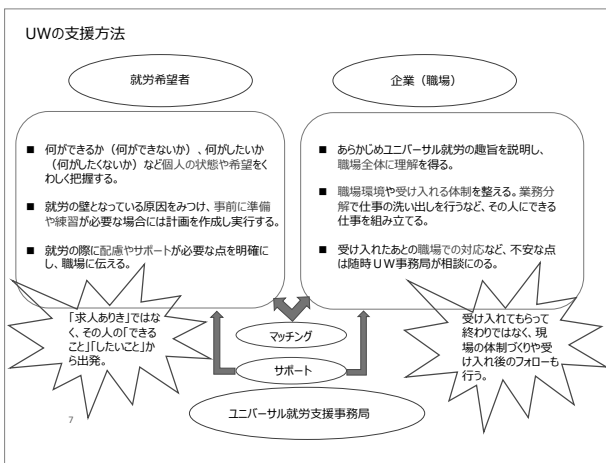 UWの支援方法
就労希望者
企業（職場）
■ 何ができるか（何ができないか）、何がしたいか
（何がしたくないか）など個人の状態や希望をく
わしく把握する。
■ 就労の壁となっている原因をみつけ、事前に準備
や練習が必要な場合には計画を作成し実行する。
■ 就労の際に配慮やサポートが必要な点を明確に
し、職場に伝える。
■ あらかじめユニバーサル就労の趣旨を説明し、
職場全体に理解を得る。
■ 職場環境や受け入れる体制を整える。業務分
解で仕事の洗い出しを行うなど、その人にできる
仕事を組み立てる。
■ 受け入れたあとの職場での対応など、不安な点
は随時ＵＷ事務局が相談にのる。
「求人ありき」ではな
く、その人の「できる
こと」「したいこと」か
ら出発。
マッチング
サポート
受け入れてもらって
終わりではなく、現
場の体制づくりや受
け入れ後のフォローも
行う。
ユニバーサル就労支援事務局
7